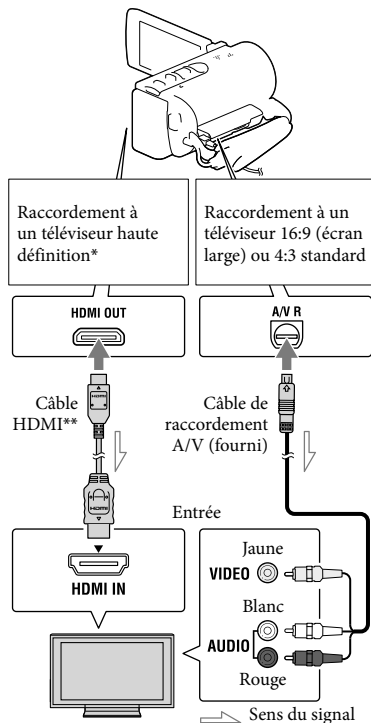 Raccordement à
un téléviseur haute
définition*
Raccordement à un
téléviseur 16:9 (écran
large) ou 4:3 standard
HDMI OUT
A/V R
Câble
HDMI**
Câble de
raccordement
A/V (fourni)
Entrée
HDMI IN
Jaune
VIDEO
Blanc
AUDIO
Rouge
Sens du signal